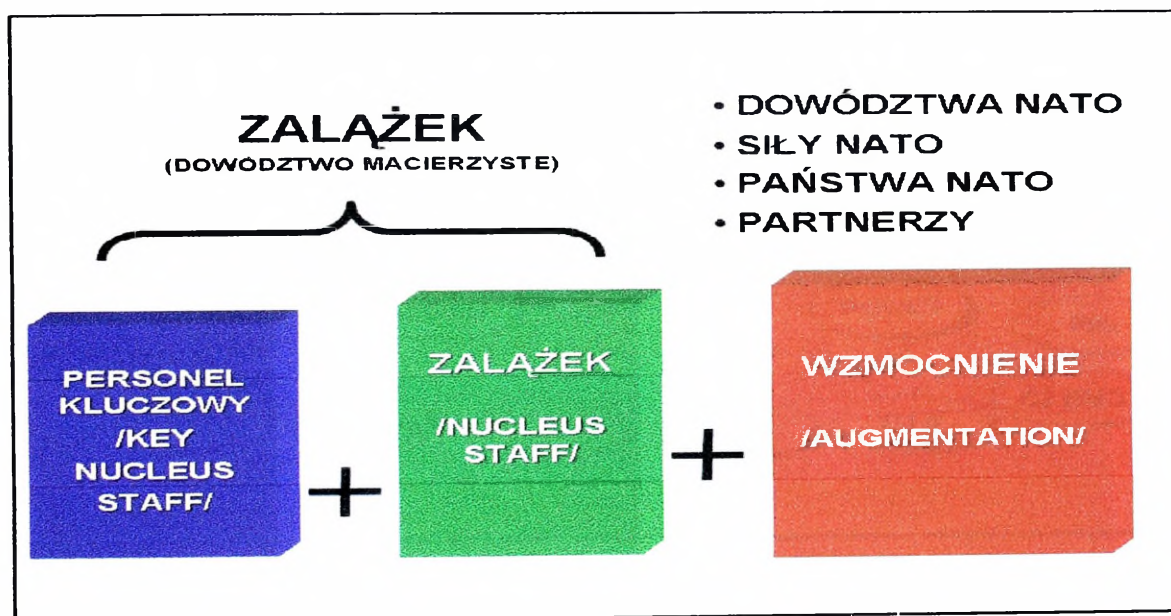 ZALĄŻEK
(DOWÓDZTWO MACIERZYSTE)
• DOWÓDZTWA NATO
• SIŁY NATO
• PAŃSTWA NATO
• PARTNERZY
PERSONEL
KLUCZOWY
/KEY
NUCLEUS
STAFF/
+
ZALĄŻEK
/NUCLEUS
STAFF/
+
WZMOCNIENIE
/AUGMENTATION/